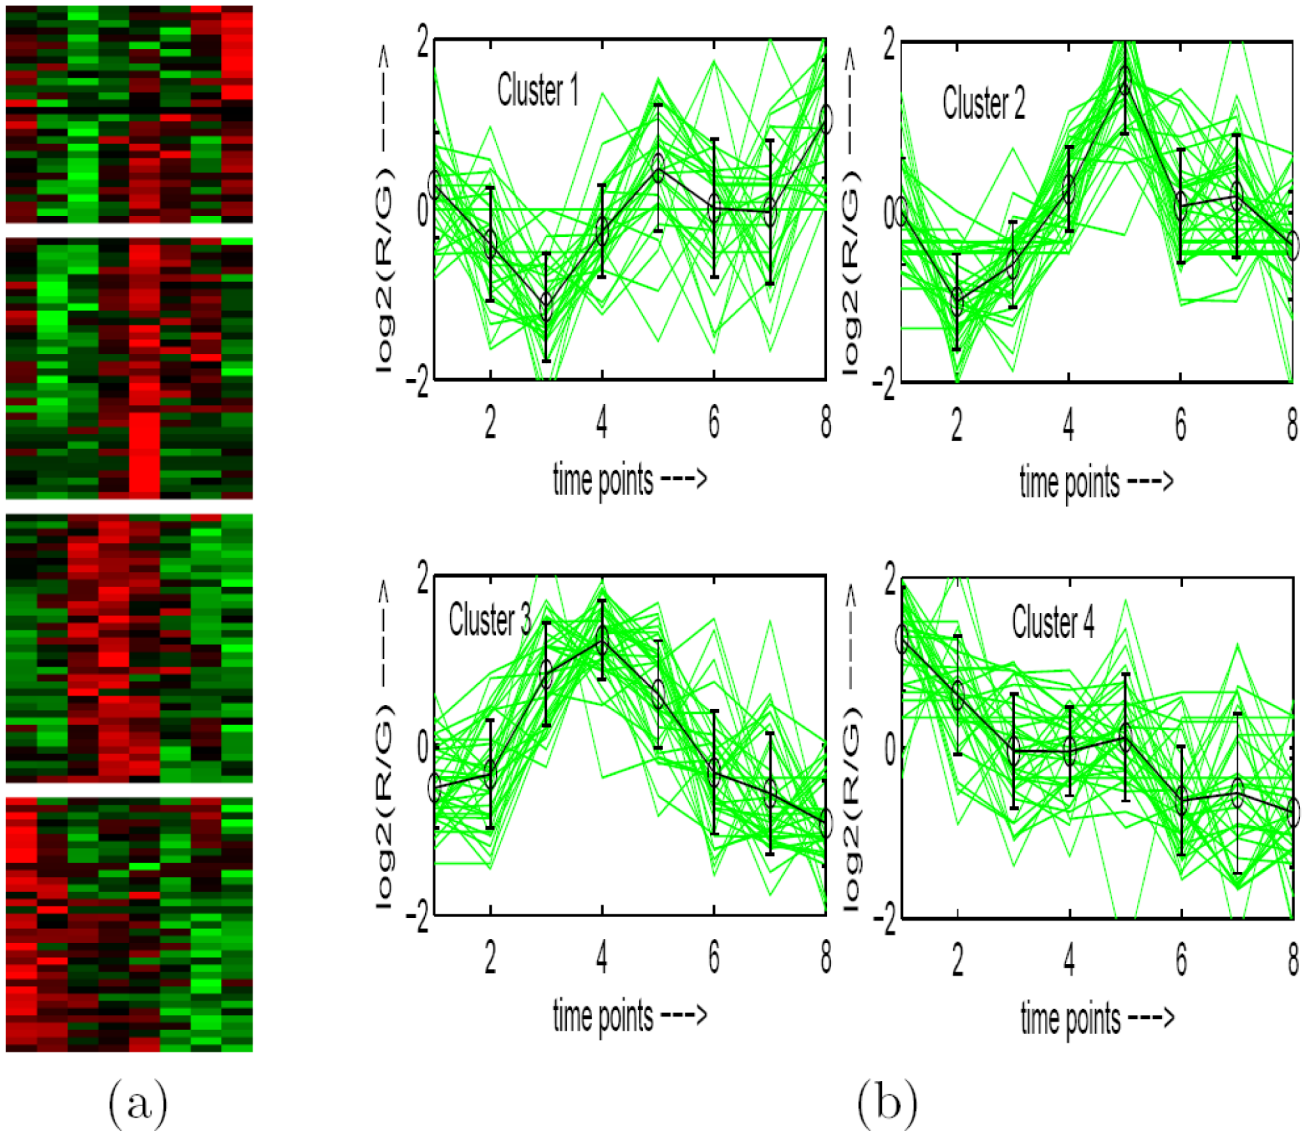 2
Cluster 1
0
-2
log2(R/G) --->
2 4 6 8
time points --->
2
Cluster 2
0
-2
log2(R/G) --->
2 4 6 8
time points --->
2
Cluster 3
0
-2
log2(R/G) --->
2 4 6 8
time points --->
2
Cluster 4
0
-2
log2(R/G) --->
2 4 6 8
time points --->
(a)
(b)